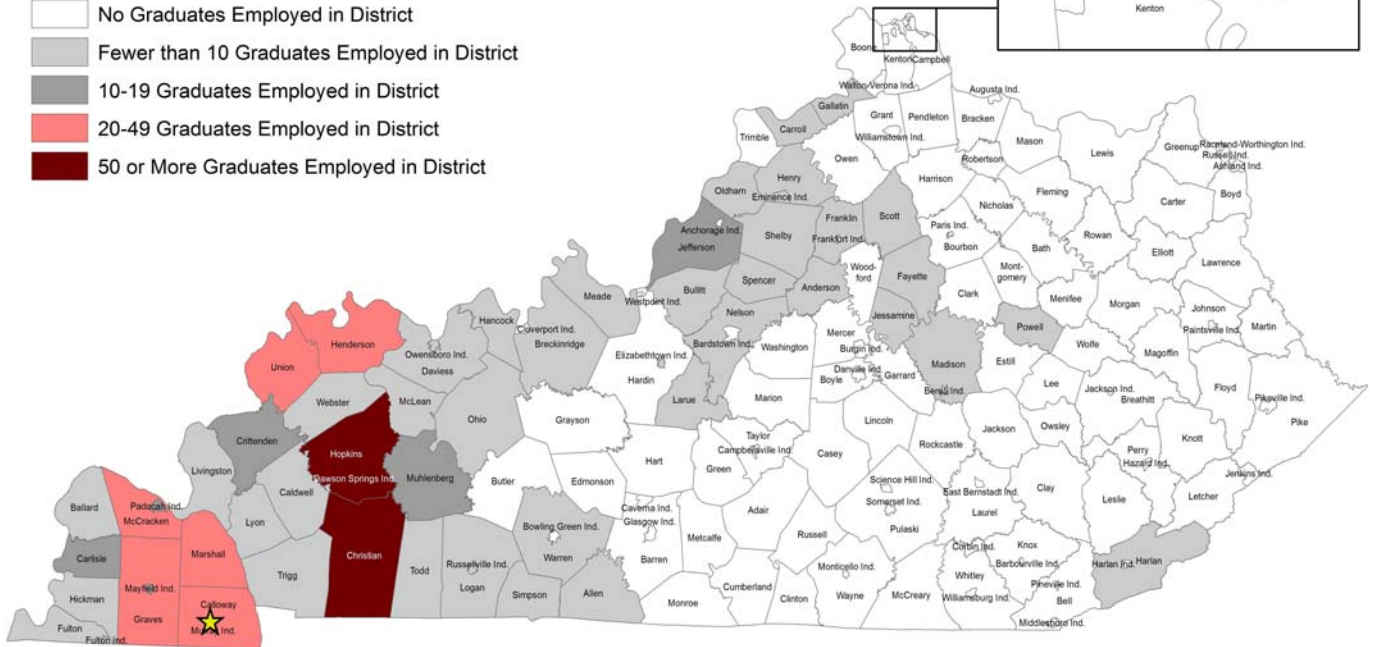 No Graduates Employed in District
Fewer than 10 Graduates Employed in District
10-19 Graduates Employed in District
20-49 Graduates Employed in District
50 or More Graduates Employed in District
Kenton
Boone
Kenton
Campbell
Walton-Verona Ind.
Augusta Ind.
Gallatin
Grant
Pendleton
Bracken
Carroll
Trimble
Williamstown Ind.
Mason
Lewis
Greenup
Raceland-Worthington Ind.
Russell Ind.
Ashland Ind.
Owen
Robertson
Harrison
Henry
Eminence Ind.
Oldham
Fleming
Carter
Boyd
Nicholas
Scott
Franklin
Frankfort Ind.
Paris Ind.
Bourbon
Anchorage Ind.
Jefferson
Shelby
Rowan
Bath
Elliott
Lawrence
Wood-
ford
Fayette
Mont-
gomery
Clark
Menifee
Morgan
Johnson
Paintsville Ind.
Martin
Spencer
Anderson
Bullitt
Meade
Westpoint Ind.
Nelson
Jessamine
Powell
Wolfe
Magoffin
Hancock
Cloverport Ind.
Breckinridge
Henderson
Union
Owensboro Ind.
Daviess
Elizabethtown Ind.
Hardin
Bardstown Ind.
Washington
Mercer
Burgin Ind.
Danville Ind.
Boyle
Garrard
Madison
Berea Ind.
Estill
Lee
Jackson Ind.
Breathitt
Floyd
Pikeville Ind.
Pike
Webster
McLean
Ohio
Larue
Marion
Grayson
Lincoln
Rockcastle
Jackson
Owsley
Perry
Hazard Ind.
Knott
Crittenden
Hopkins
Dawson Springs Ind.
Muhlenberg
Taylor
Campbellsville Ind.
Casey
Hart
Green
Livingston
Caldwell
Butler
Edmonson
Science Hill Ind.
Somerset Ind.
Pulaski
East Bernstadt Ind.
Laurel
Clay
Leslie
Letcher
Jenkins Ind.
Ballard
Paducah Ind.
McCracken
Lyon
Caverna Ind.
Glasgow Ind.
Adair
Bowling Green Ind.
Warren
Barren
Metcalfe
Russell
Corbin Ind.
Knox
Barbourville Ind.
Harlan Ind.
Harlan
Carlisle
Marshall
Christian
Todd
Russellville Ind.
Logan
Trigg
Simpson
Allen
Monroe
Cumberland
Clinton
Monticello Ind.
Wayne
McCreary
Whitley
Williamsburg Ind.
Pineville Ind.
Bell
Middlesboro Ind.
Mayfield Ind.
Graves
Hickman
Calloway
Fulton
Fulton Ind.